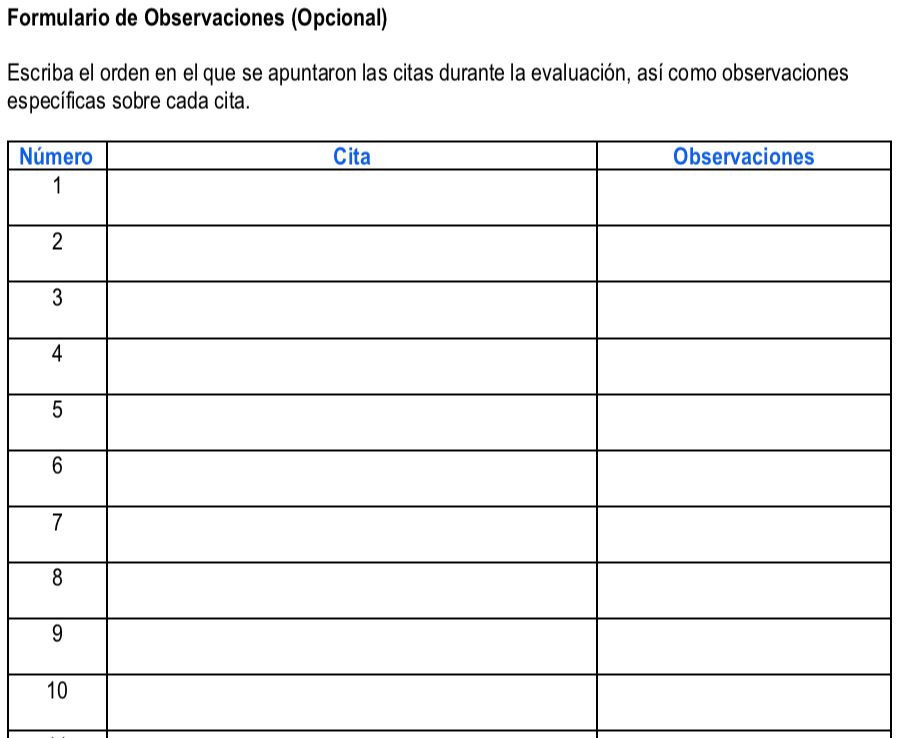 Formulario de Observaciones (Opcional)
Escriba el orden en el que se apuntaron las citas durante la evaluación, así como observaciones
específicas sobre cada cita.
Número Cita Observaciones
1
2
3
4
5
6
7
8
9
10